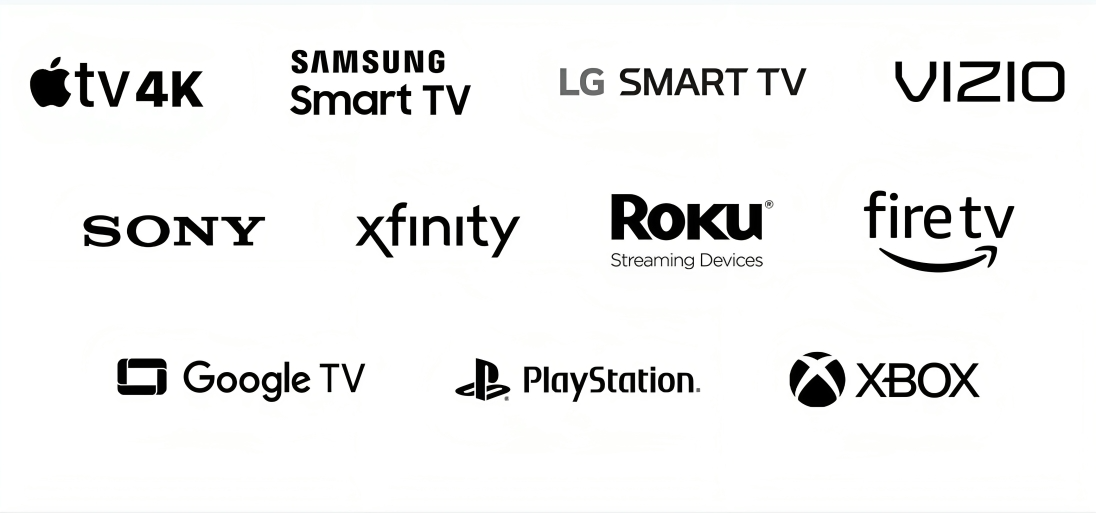 tv 4K
SAMSUNG
Smart TV
LG SMART TV
VIZIO
SONY
xfinity
ROKU®
Streaming Devices
fire tv
Google TV
PlayStation.
XBOX